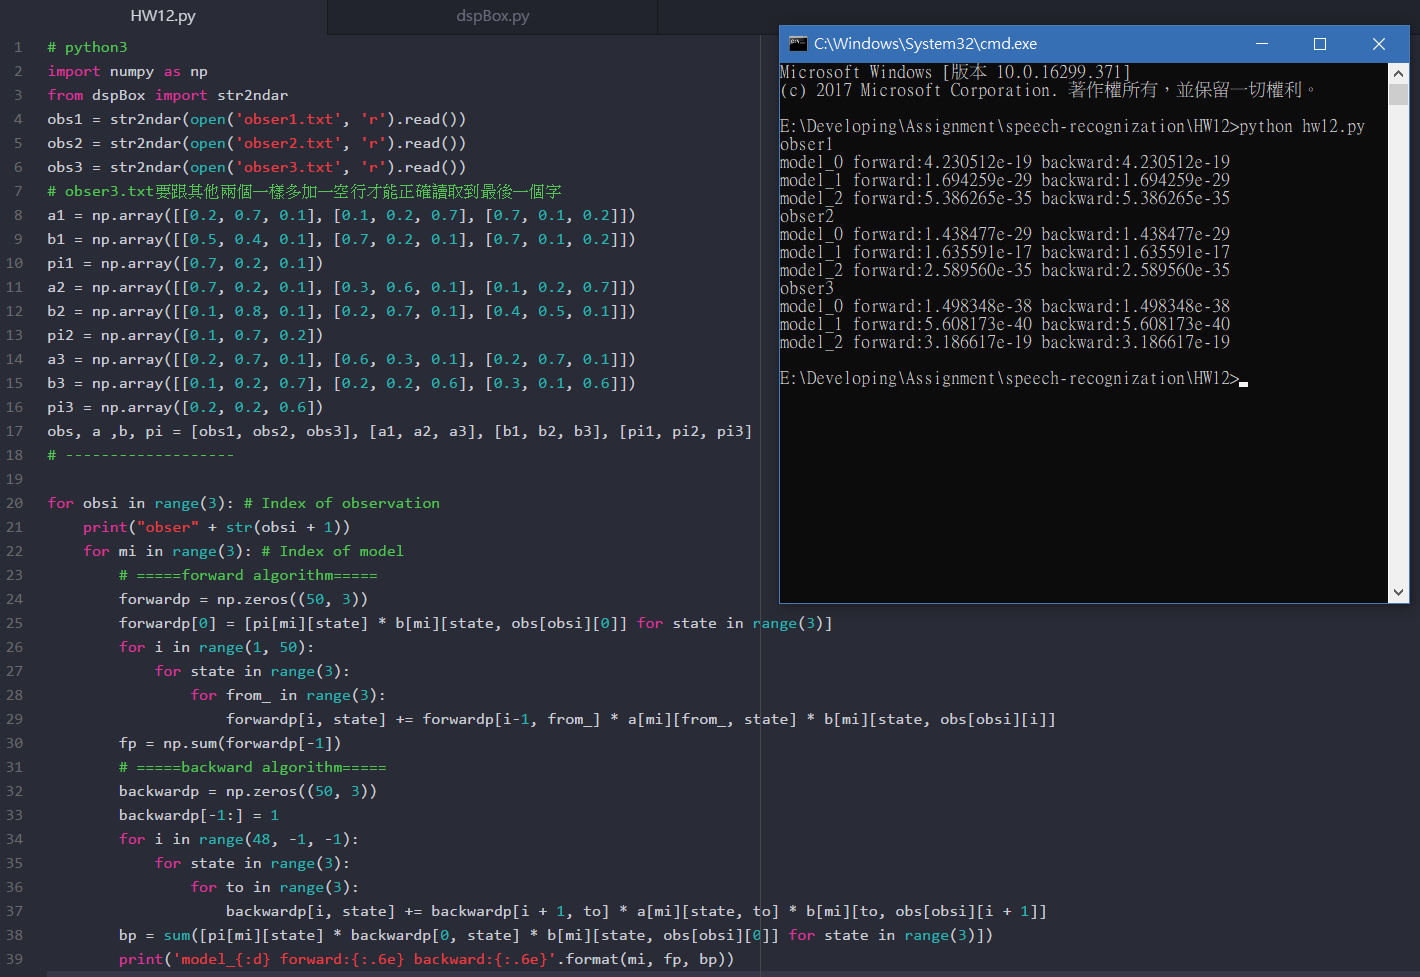 HW12.py
dspBox.py
1 # python3
2 import numpy as np
3 from dspBox import str2ndar
4 obs1 = str2ndar(open('obser1.txt', 'r').read())
5 obs2 = str2ndar(open('obser2.txt', 'r').read())
6 obs3 = str2ndar(open('obser3.txt', 'r').read())
7 # obser3.txt要跟其他兩個一樣多加一空行才能正確讀取到最後一個字
8 a1 = np.array([[0.2, 0.7, 0.1], [0.1, 0.2, 0.7], [0.7, 0.1, 0.2]])
9 b1 = np.array([[0.5, 0.4, 0.1], [0.7, 0.2, 0.1], [0.7, 0.1, 0.2]])
10 pi1 = np.array([0.7, 0.2, 0.1])
11 a2 = np.array([[0.7, 0.2, 0.1], [0.3, 0.6, 0.1], [0.1, 0.2, 0.7]])
12 b2 = np.array([[0.1, 0.8, 0.1], [0.2, 0.7, 0.1], [0.4, 0.5, 0.1]])
13 pi2 = np.array([0.1, 0.7, 0.2])
14 a3 = np.array([[0.2, 0.7, 0.1], [0.6, 0.3, 0.1], [0.2, 0.7, 0.1]])
15 b3 = np.array([[0.1, 0.2, 0.7], [0.2, 0.2, 0.6], [0.3, 0.1, 0.6]])
16 pi3 = np.array([0.2, 0.2, 0.6])
17 obs, a ,b, pi = [obs1, obs2, obs3], [a1, a2, a3], [b1, b2, b3], [pi1, pi2, pi3]
18 # -------------------
19
20 for obsi in range(3): # Index of observation
21     print("obser" + str(obsi + 1))
22     for mi in range(3): # Index of model
23         # =====forward algorithm=====
24         forwardp = np.zeros((50, 3))
25         forwardp[0] = [pi[mi][state] * b[mi][state, obs[obsi][0]] for state in range(3)]
26         for i in range(1, 50):
27             for state in range(3):
28                 for from_ in range(3):
29                     forwardp[i, state] += forwardp[i-1, from_] * a[mi][from_, state] * b[mi][state, obs[obsi][i]]
30         fp = np.sum(forwardp[-1])
31         # =====backward algorithm=====
32         backwardp = np.zeros((50, 3))
33         backwardp[-1:] = 1
34         for i in range(48, -1, -1):
35             for state in range(3):
36                 for to in range(3):
37                     backwardp[i, state] += backwardp[i + 1, to] * a[mi][state, to] * b[mi][to, obs[obsi][i + 1]]
38         bp = sum([pi[mi][state] * backwardp[0, state] * b[mi][state, obs[obsi][0]] for state in range(3)])
39         print('model_{:d} forward:{:.6e} backward:{:.6e}'.format(mi, fp, bp))
C:\Windows\System32\cmd.exe
Microsoft Windows [版本 10.0.16299.371]
(c) 2017 Microsoft Corporation. 著作權所有，並保留一切權利。
E:\Developing\Assignment\speech-recognization\HW12>python hw12.py
obser1
model_0 forward:4.230512e-19 backward:4.230512e-19
model_1 forward:1.694259e-29 backward:1.694259e-29
model_2 forward:5.386265e-35 backward:5.386265e-35
obser2
model_0 forward:1.438477e-29 backward:1.438477e-29
model_1 forward:1.635591e-17 backward:1.635591e-17
model_2 forward:2.589560e-35 backward:2.589560e-35
obser3
model_0 forward:1.498348e-38 backward:1.498348e-38
model_1 forward:5.608173e-40 backward:5.608173e-40
model_2 forward:3.186617e-19 backward:3.186617e-19
E:\Developing\Assignment\speech-recognization\HW12>